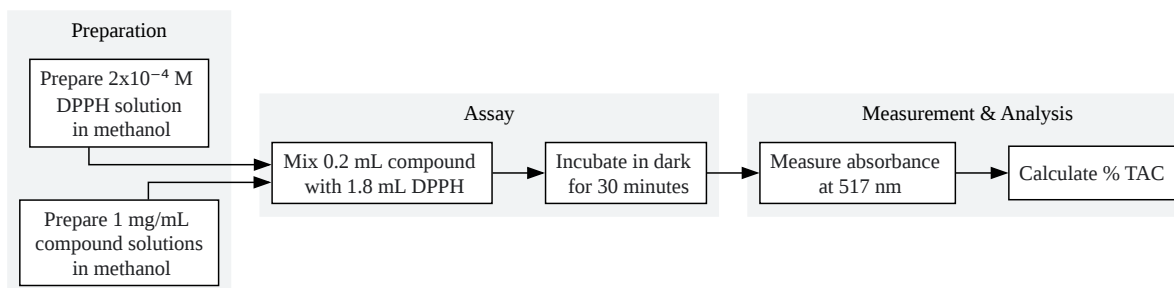 Preparation
Prepare 2x10⁻⁴ M
DPPH solution
in methanol
Prepare 1 mg/mL
compound solutions
in methanol
Assay
Mix 0.2 mL compound
with 1.8 mL DPPH
Incubate in dark
for 30 minutes
Measurement & Analysis
Measure absorbance
at 517 nm
Calculate % TAC